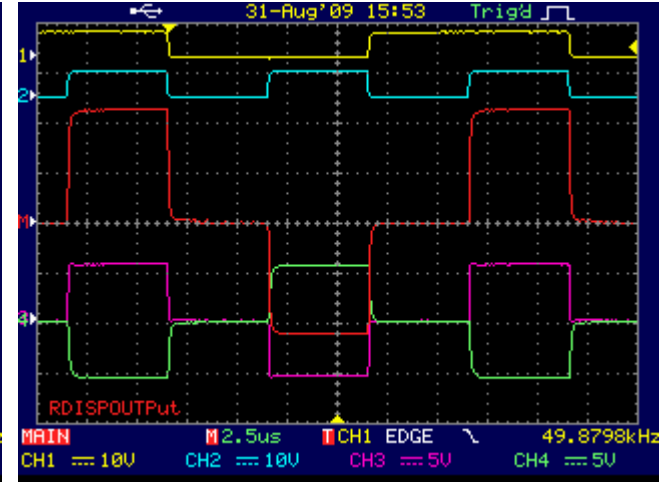 31-Aug'09 15:53 Trig'd
1
2
M
4
RDISPOUTPut
MAIN M 2.5us T CH1 EDGE 49.8798kHz
CH1 10V CH2 10V CH3 5V CH4 5V